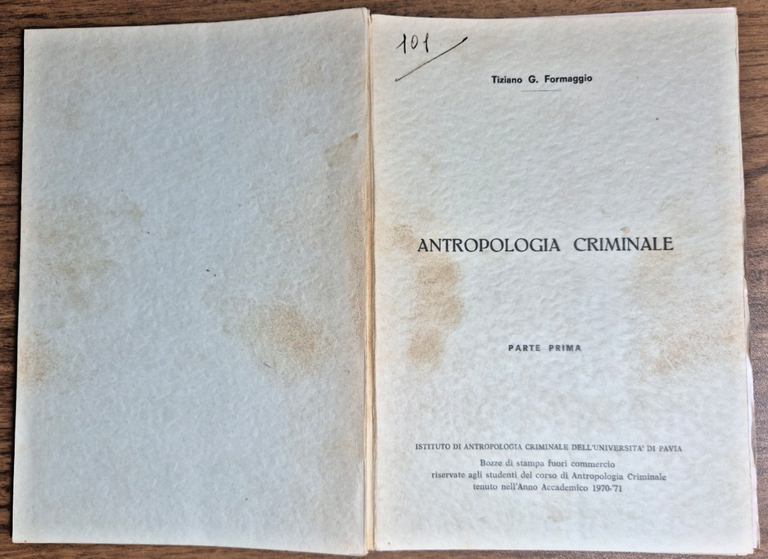 101
Tiziano G. Formaggio
ANTROPOLOGIA CRIMINALE
PARTE PRIMA
ISTITUTO DI ANTROPOLOGIA CRIMINALE DELL'UNIVERSITA' DI PAVIA
Bozze di stampa fuori commercio
riservate agli studenti del corso di Antropologia Criminale
tenuto nell'Anno Accademico 1970-'71